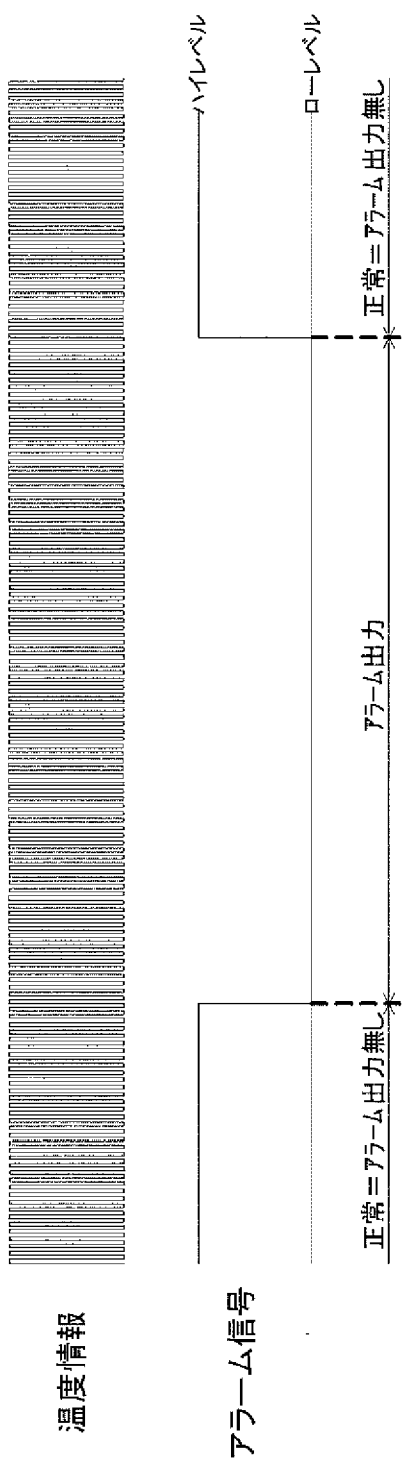 温度情報
アラーム信号
ハイレベル
ローレベル
正常=アラーム出力無し
アラーム出力
正常=アラーム出力無し